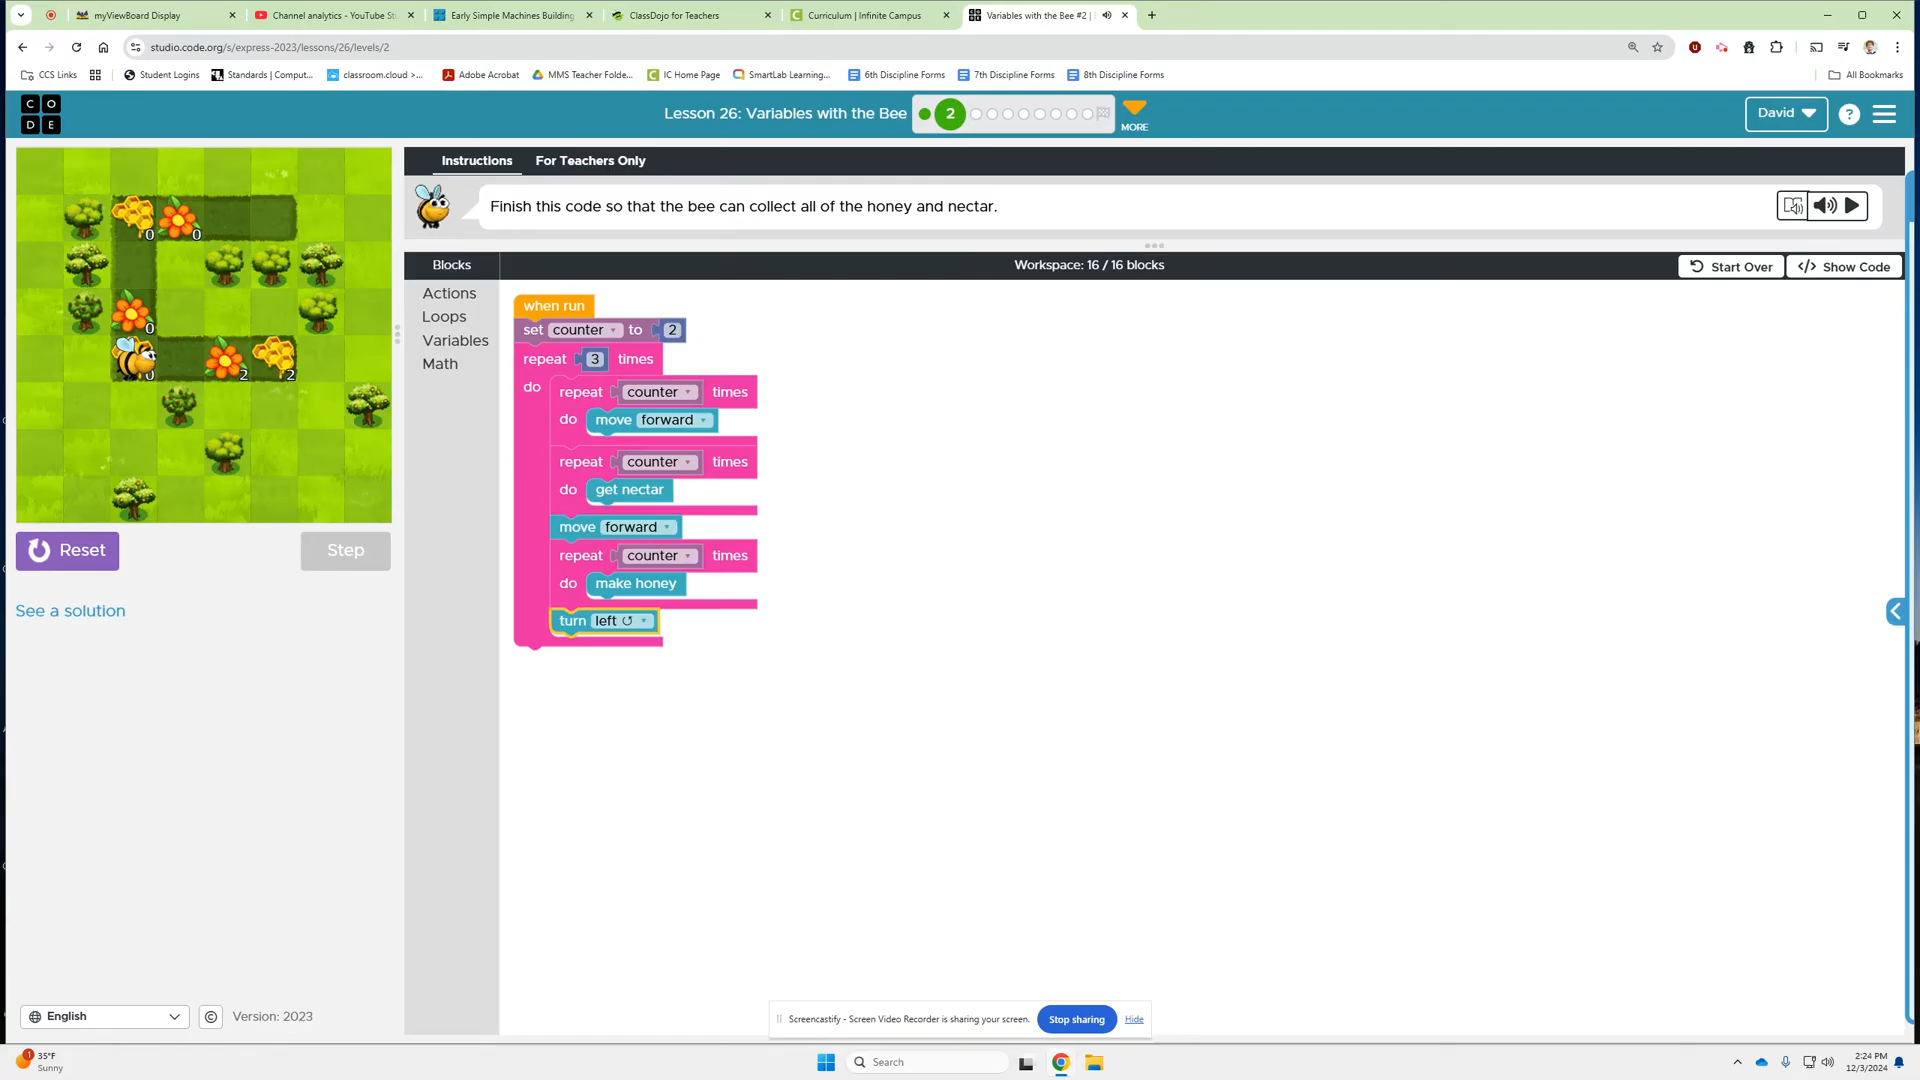 myViewBoard Display
Channel analytics - YouTube Stu
Early Simple Machines Building
ClassDojo for Teachers
Curriculum | Infinite Campus
Variables with the Bee #2 |
studio.code.org/s/express-2023/lessons/26/levels/2
CCS Links
Student Logins
Standards | Comput...
classroom.cloud >...
Adobe Acrobat
MMS Teacher Folde...
IC Home Page
SmartLab Learning...
6th Discipline Forms
7th Discipline Forms
8th Discipline Forms
All Bookmarks
C O
D E
Lesson 26: Variables with the Bee
2
MORE
David
?
Instructions
For Teachers Only
Finish this code so that the bee can collect all of the honey and nectar.
0
0
0
0
2
2
Reset
Step
See a solution
Blocks
Workspace: 16 / 16 blocks
Start Over
</> Show Code
Actions
Loops
Variables
Math
when run
set counter to 2
repeat 3 times
do
repeat counter times
do move forward
repeat counter times
do get nectar
move forward
repeat counter times
do make honey
turn left ↺
English
©
Version: 2023
Screencastify - Screen Video Recorder is sharing your screen.
Stop sharing
Hide
1
35°F
Sunny
Search
2:24 PM
12/3/2024